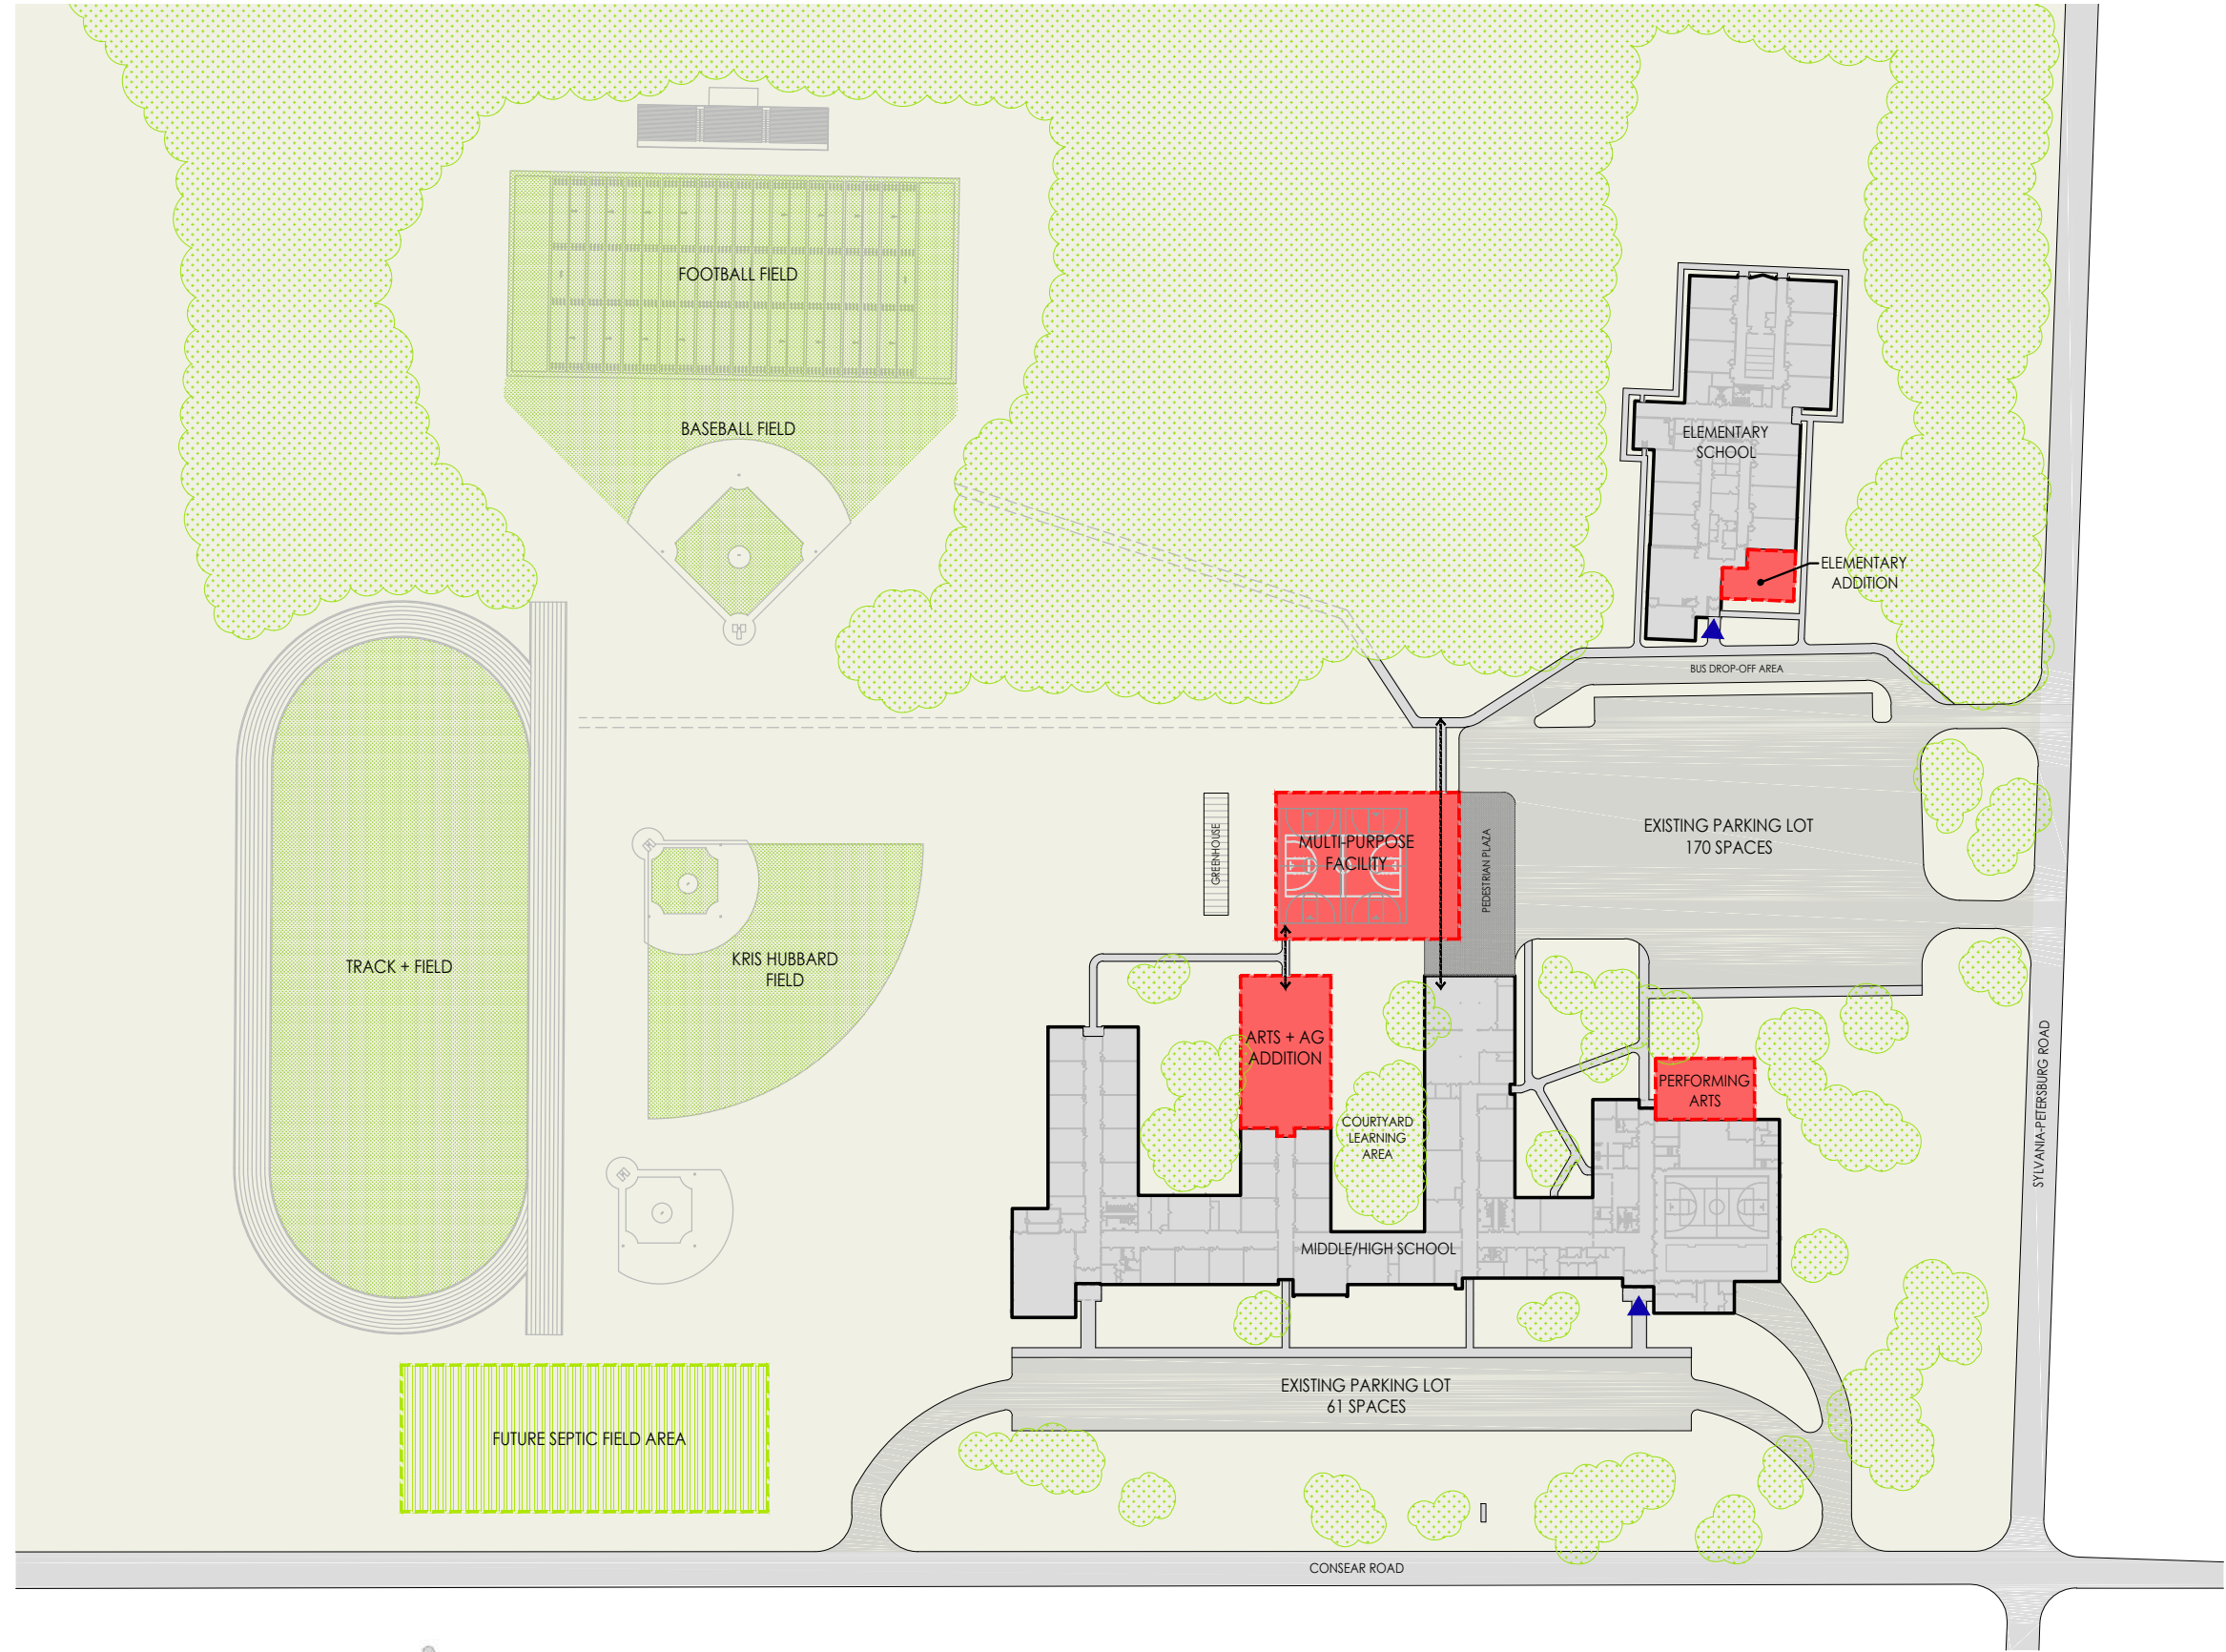 FOOTBALL FIELD
BASEBALL FIELD
ELEMENTARY
SCHOOL
ELEMENTARY
ADDITION
BUS DROP-OFF AREA
GREENHOUSE
MULTI-PURPOSE
FACILITY
PEDESTRIAN PLAZA
EXISTING PARKING LOT
170 SPACES
TRACK + FIELD
KRIS HUBBARD
FIELD
ARTS + AG
ADDITION
PERFORMING
ARTS
COURTYARD
LEARNING
AREA
SYLVANIA-PETERSBURG ROAD
MIDDLE/HIGH SCHOOL
EXISTING PARKING LOT
61 SPACES
FUTURE SEPTIC FIELD AREA
CONSEAR ROAD